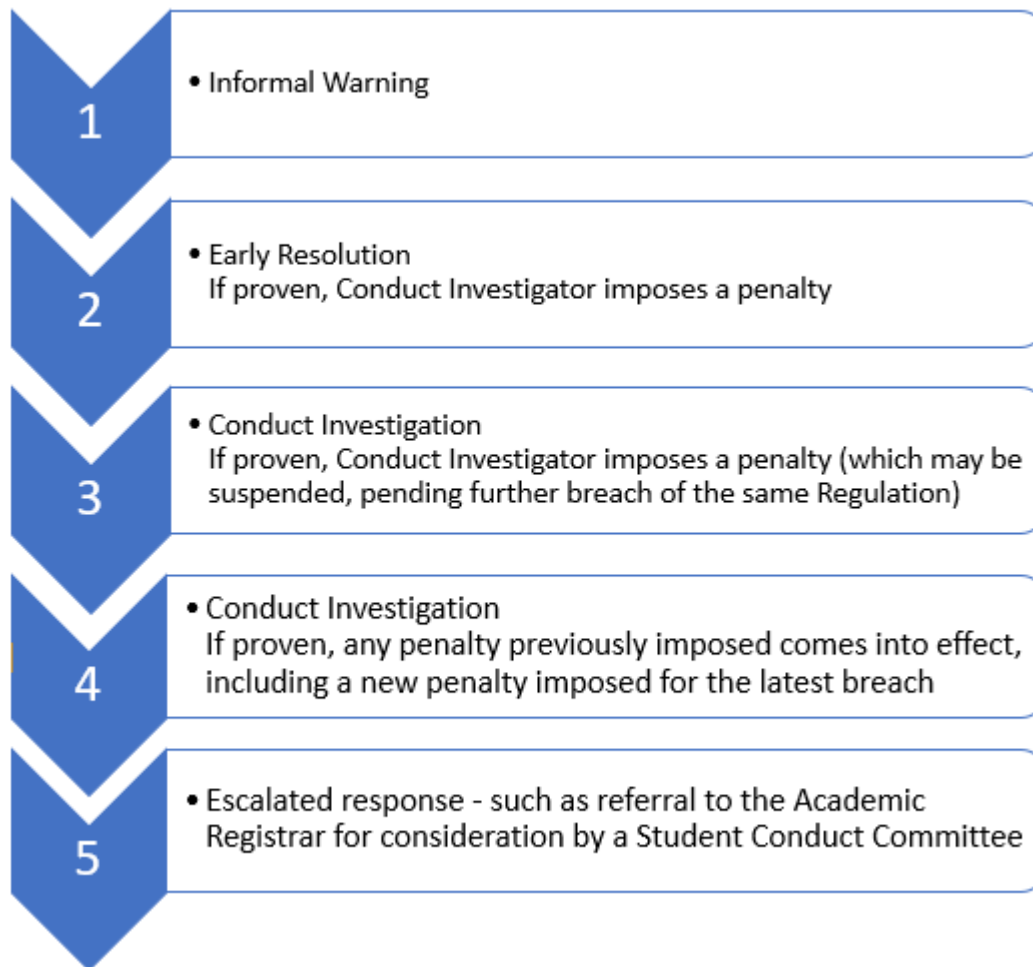 1
• Informal Warning
2
• Early Resolution
If proven, Conduct Investigator imposes a penalty
3
• Conduct Investigation
If proven, Conduct Investigator imposes a penalty (which may be
suspended, pending further breach of the same Regulation)
4
• Conduct Investigation
If proven, any penalty previously imposed comes into effect,
including a new penalty imposed for the latest breach
5
• Escalated response - such as referral to the Academic
Registrar for consideration by a Student Conduct Committee